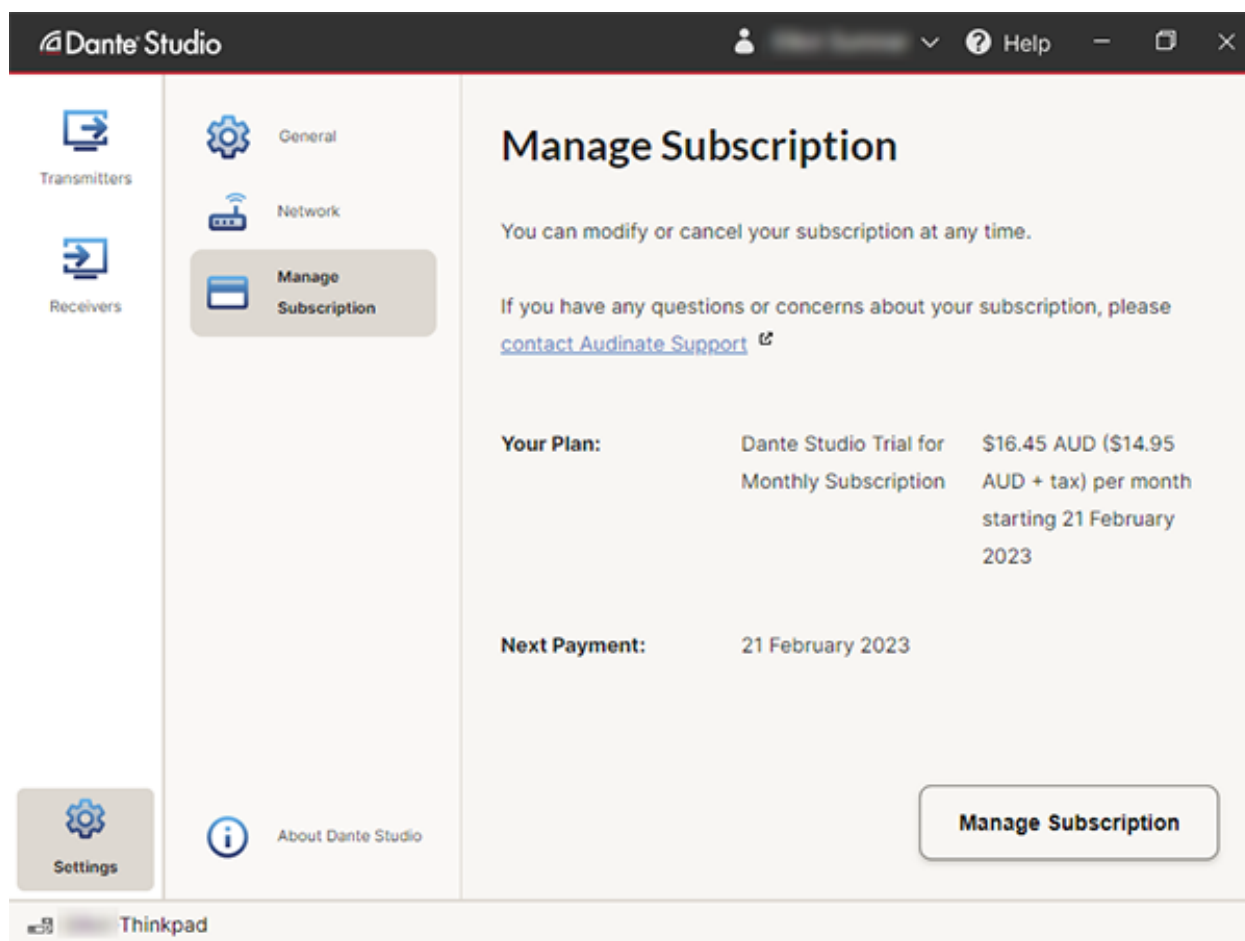 Dante Studio
Help
Transmitters
Receivers
Settings
General
Network
Manage
Subscription
About Dante Studio
Manage Subscription
You can modify or cancel your subscription at any time.
If you have any questions or concerns about your subscription, please
contact Audinate Support
Your Plan:
Dante Studio Trial for
Monthly Subscription
$16.45 AUD ($14.95
AUD + tax) per month
starting 21 February
2023
Next Payment:
21 February 2023
Manage Subscription
Thinkpad